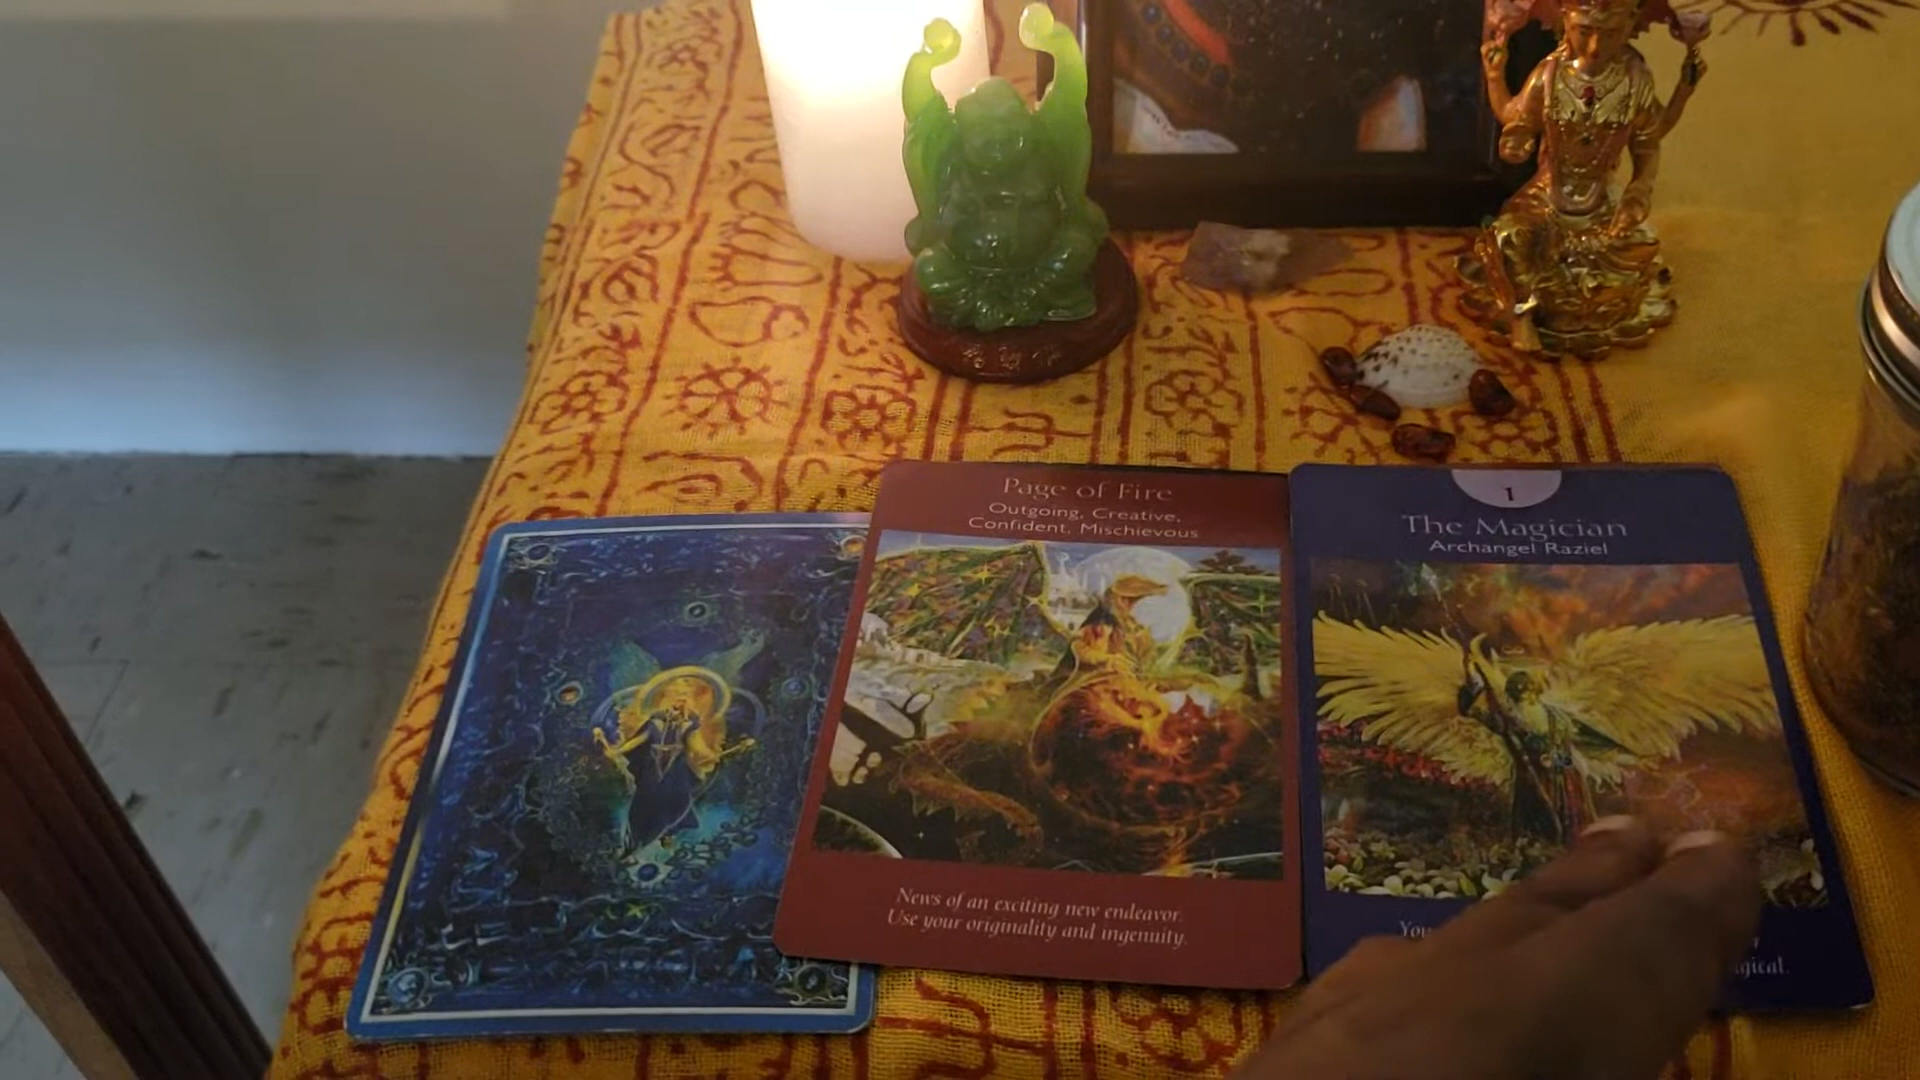 Page of Fire
Outgoing, Creative,
Confident, Mischievous
News of an exciting new endeavor.
Use your originality and ingenuity.
1
The Magician
Archangel Raziel
You